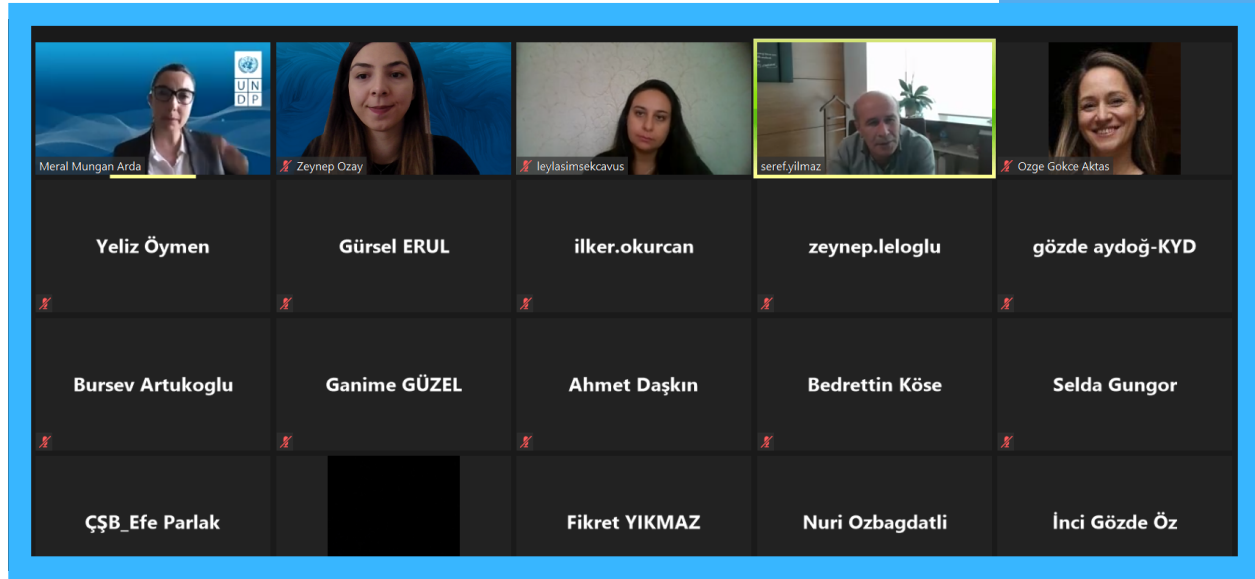 U N
D P
Meral Mungan Arda
Zeynep Ozay
leylasimsekcavus
seref.yilmaz
Ozge Gokce Aktas
Yeliz Öymen
Gürsel ERUL
ilker.okurcan
zeynep.leloglu
gözde aydoğ-KYD
Bursev Artukoglu
Ganime GÜZEL
Ahmet Daşkın
Bedrettin Köse
Selda Gungor
ÇŞB_Efe Parlak
Fikret YIKMAZ
Nuri Ozbagdatli
İnci Gözde Öz